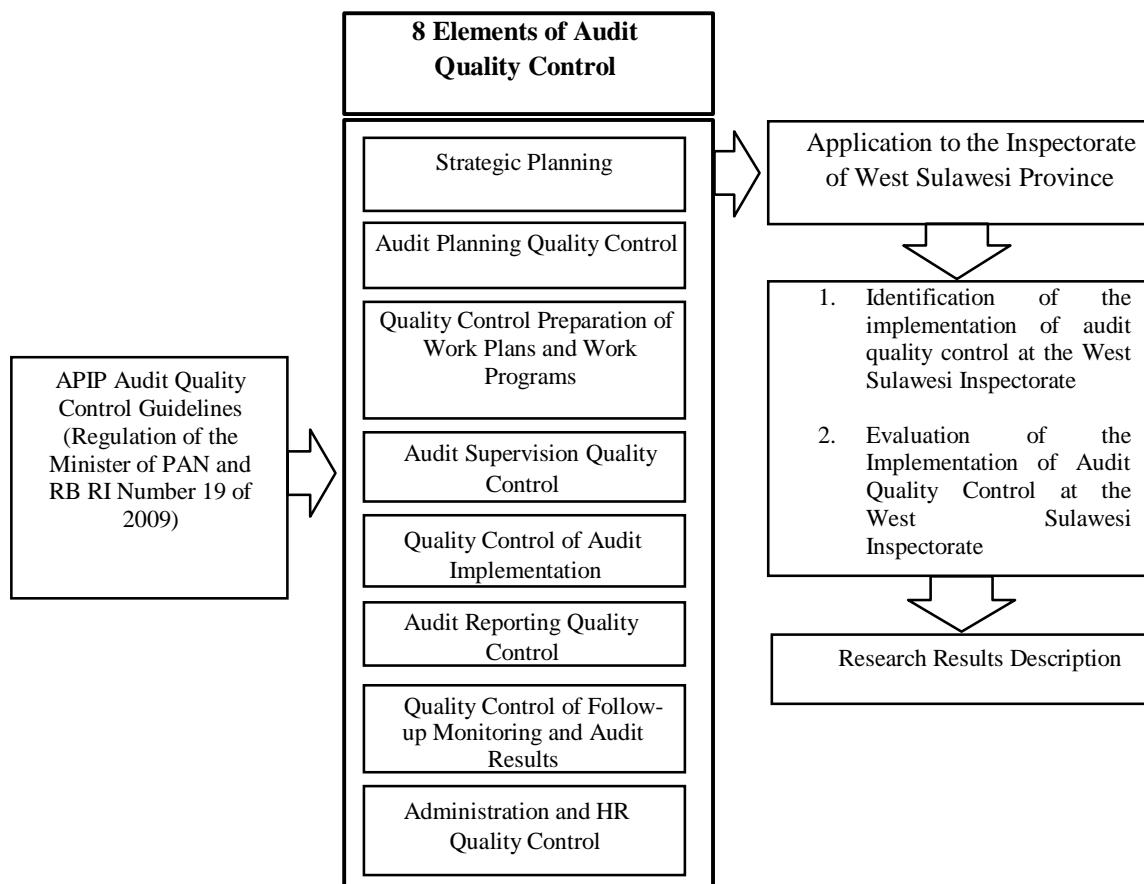 APIP Audit Quality
Control Guidelines
(Regulation of the
Minister of PAN and
RB RI Number 19 of
2009)
8 Elements of Audit
Quality Control
Strategic Planning
Audit Planning Quality Control
Quality Control Preparation of
Work Plans and Work
Programs
Audit Supervision Quality
Control
Quality Control of Audit
Implementation
Audit Reporting Quality
Control
Quality Control of Follow-
up Monitoring and Audit
Results
Administration and HR
Quality Control
Application to the Inspectorate
of West Sulawesi Province
1. Identification of the
implementation of audit
quality control at the West
Sulawesi Inspectorate
2. Evaluation of the
Implementation of Audit
Quality Control at the
West Sulawesi
Inspectorate
Research Results Description